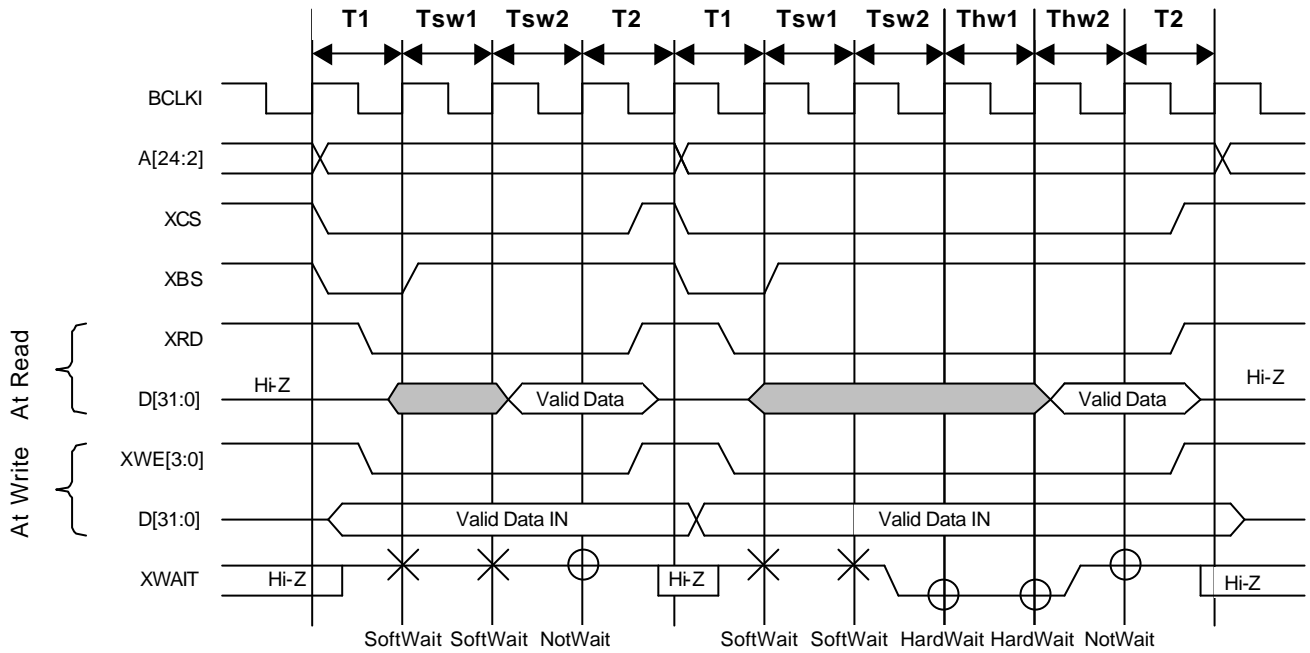 T1 Tsw1 Tsw2 T2 T1 Tsw1 Tsw2 Thw1 Thw2 T2
BCLKI
A[24:2]
XCS
XBS
At Read
XRD
Hi-Z Hi-Z
D[31:0] Valid Data Valid Data
At Write
XWE[3:0]
D[31:0] Valid Data IN Valid Data IN
XWAIT Hi-Z Hi-Z Hi-Z
SoftWait SoftWait NotWait SoftWait SoftWait HardWait HardWait NotWait